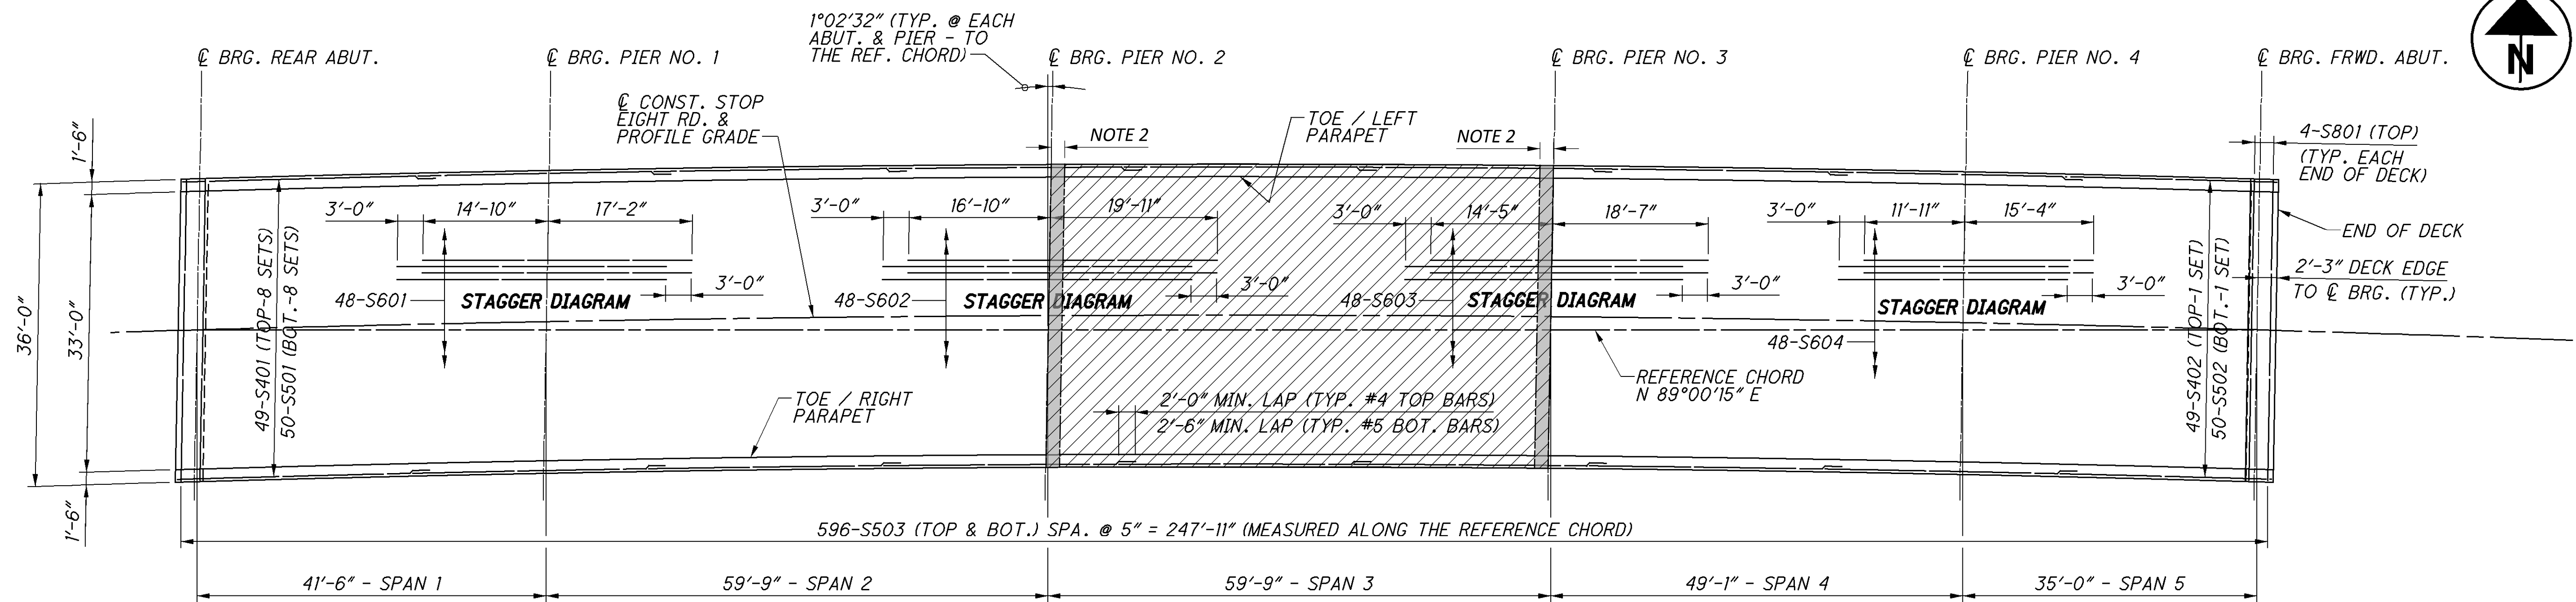 1°02'32" (TYP. @ EACH
ABUT. & PIER - TO
THE REF. CHORD)
℄ BRG. REAR ABUT.
℄ BRG. PIER NO. 1
℄ BRG. PIER NO. 2
℄ BRG. PIER NO. 3
℄ BRG. PIER NO. 4
℄ BRG. FRWD. ABUT.
N
℄ CONST. STOP
EIGHT RD. &
PROFILE GRADE
NOTE 2
TOE / LEFT
PARAPET
NOTE 2
4-S801 (TOP)
(TYP. EACH
END OF DECK)
1'-6"
36'-0"
33'-0"
1'-6"
3'-0"
14'-10"
17'-2"
3'-0"
16'-10"
19'-11"
3'-0"
14'-5"
18'-7"
3'-0"
11'-11"
15'-4"
END OF DECK
2'-3" DECK EDGE
TO ℄ BRG. (TYP.)
49-S401 (TOP-8 SETS)
50-S501 (BOT.-8 SETS)
48-S601
STAGGER DIAGRAM
3'-0"
48-S602
STAGGER DIAGRAM
3'-0"
48-S603
STAGGER DIAGRAM
3'-0"
48-S604
STAGGER DIAGRAM
3'-0"
49-S402 (TOP-1 SET)
50-S502 (BOT.-1 SET)
REFERENCE CHORD
N 89°00'15" E
TOE / RIGHT
PARAPET
2'-0" MIN. LAP (TYP. #4 TOP BARS)
2'-6" MIN. LAP (TYP. #5 BOT. BARS)
596-S503 (TOP & BOT.) SPA. @ 5" = 247'-11" (MEASURED ALONG THE REFERENCE CHORD)
41'-6" - SPAN 1
59'-9" - SPAN 2
59'-9" - SPAN 3
49'-1" - SPAN 4
35'-0" - SPAN 5